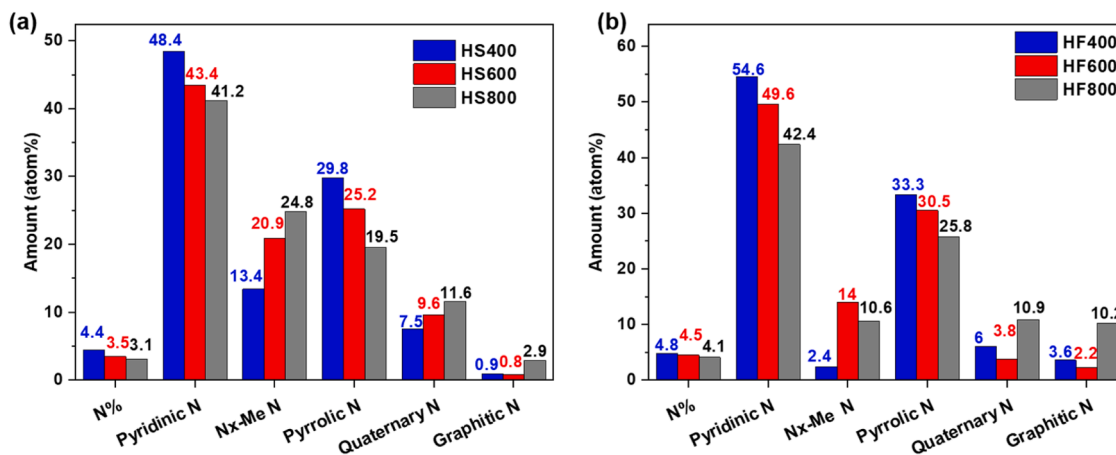 (a)
HS400
HS600
HS800
Amount (atom%)
50
40
30
20
10
0
48.4
43.4
41.2
29.8
25.2
24.8
20.9
19.5
13.4
11.6
9.6
7.5
4.4
3.5
3.1
0.9
0.8
2.9
N%
Pyridinic N
Nx-Me N
Pyrrolic N
Quaternary N
Graphitic N
(b)
HF400
HF600
HF800
Amount (atom%)
60
50
40
30
20
10
0
54.6
49.6
42.4
33.3
30.5
25.8
14
10.6
10.9
4.8
4.5
4.1
2.4
6
3.8
3.6
2.2
N%
Pyridinic N
Nx-Me N
Pyrrolic N
Quaternary N
Graphitic N